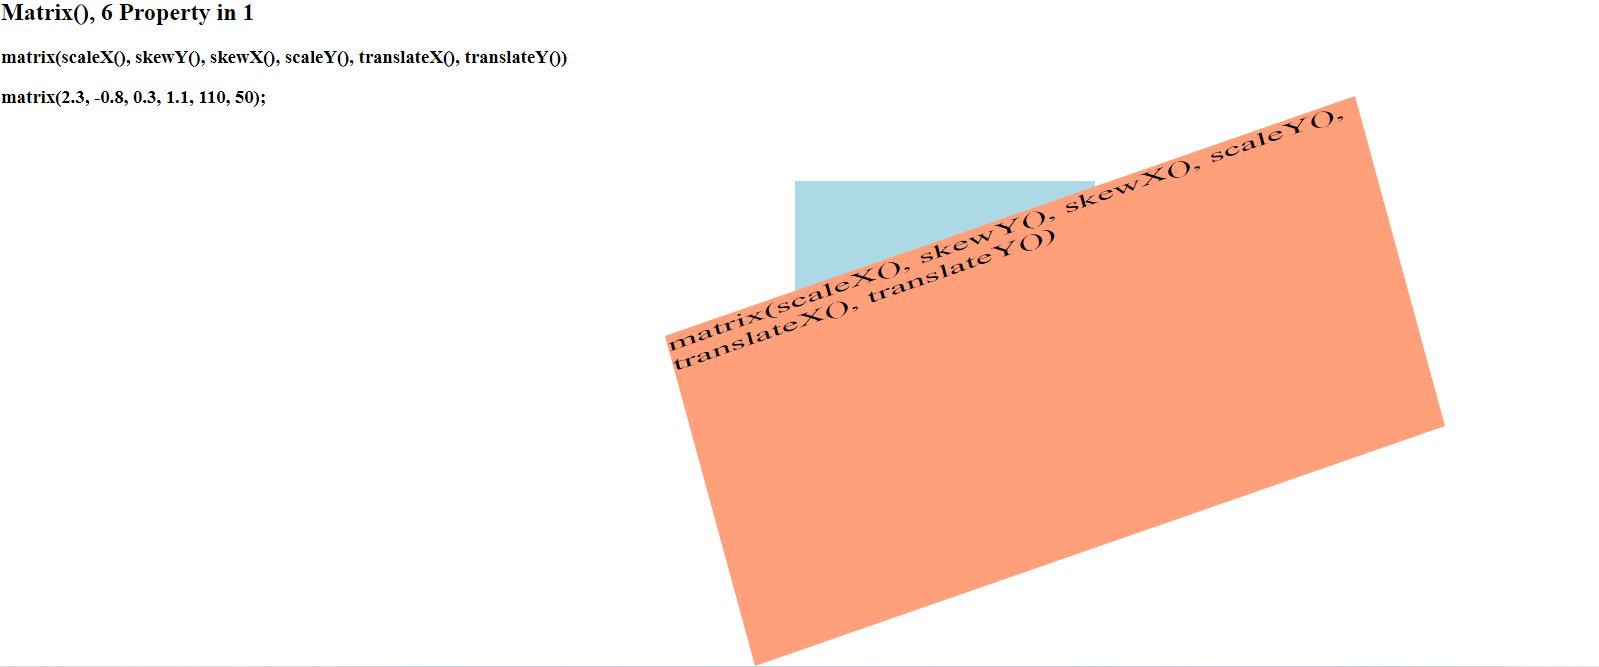 Matrix(), 6 Property in 1
matrix(scaleX(), skewY(), skewX(), scaleY(), translateX(), translateY())
matrix(2.3, -0.8, 0.3, 1.1, 110, 50);
matrix(scaleX(), skewY(), skewX(), scaleY(),
translateX(), translateY())